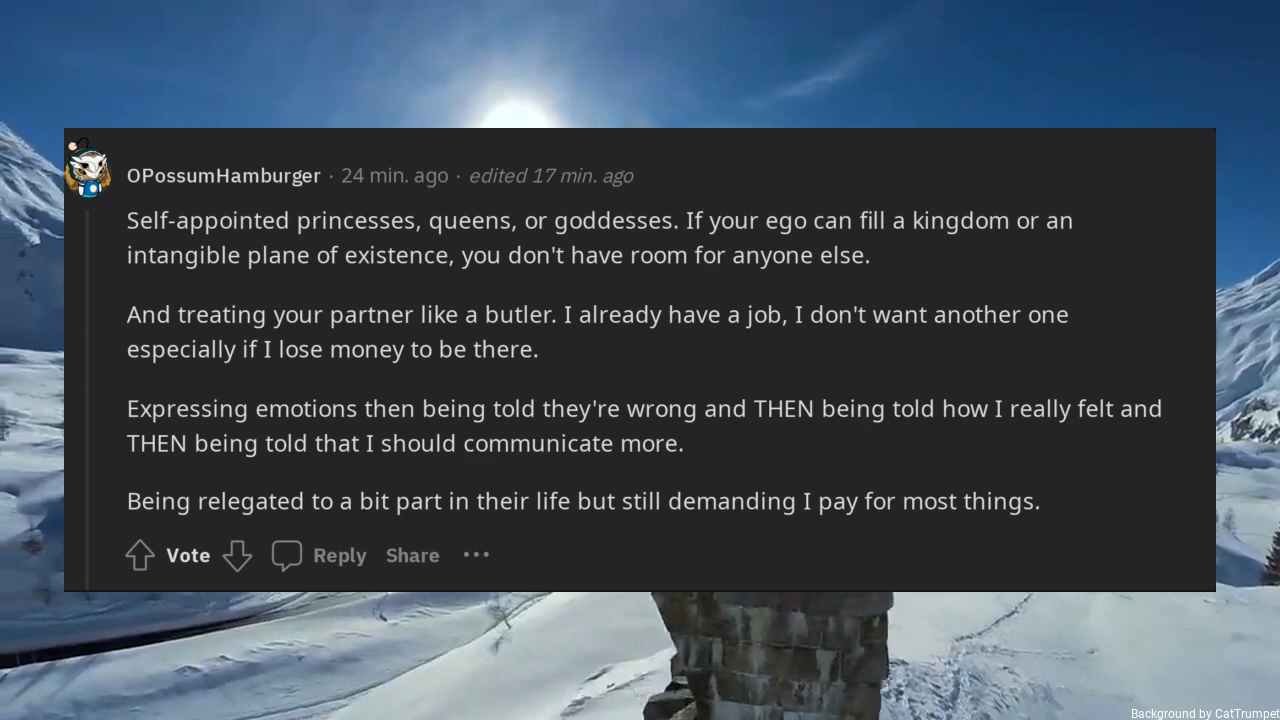 OPossumHamburger · 24 min. ago · edited 17 min. ago
Self-appointed princesses, queens, or goddesses. If your ego can fill a kingdom or an
intangible plane of existence, you don't have room for anyone else.
And treating your partner like a butler. I already have a job, I don't want another one
especially if I lose money to be there.
Expressing emotions then being told they're wrong and THEN being told how I really felt and
THEN being told that I should communicate more.
Being relegated to a bit part in their life but still demanding I pay for most things.
Vote Reply Share •••
Background by CatTrumpet